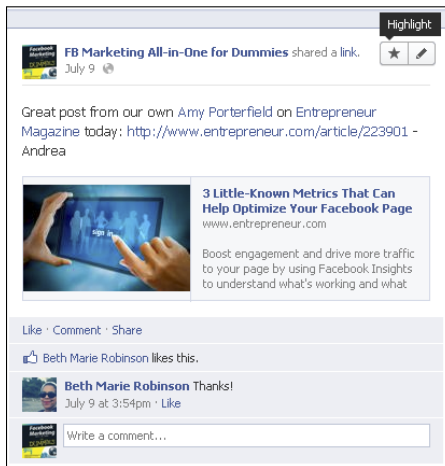 Highlight
FB Marketing All-in-One for Dummies shared a link.
July 9
Great post from our own Amy Porterfield on Entrepreneur
Magazine today: http://www.entrepreneur.com/article/223901 -
Andrea
sign in
3 Little-Known Metrics That Can
Help Optimize Your Facebook Page
www.entrepreneur.com
Boost engagement and drive more traffic
to your page by using Facebook Insights
to understand what's working and what
Like · Comment · Share
Beth Marie Robinson likes this.
Beth Marie Robinson Thanks!
July 9 at 3:54pm · Like
Facebook
Marketing
Write a comment...